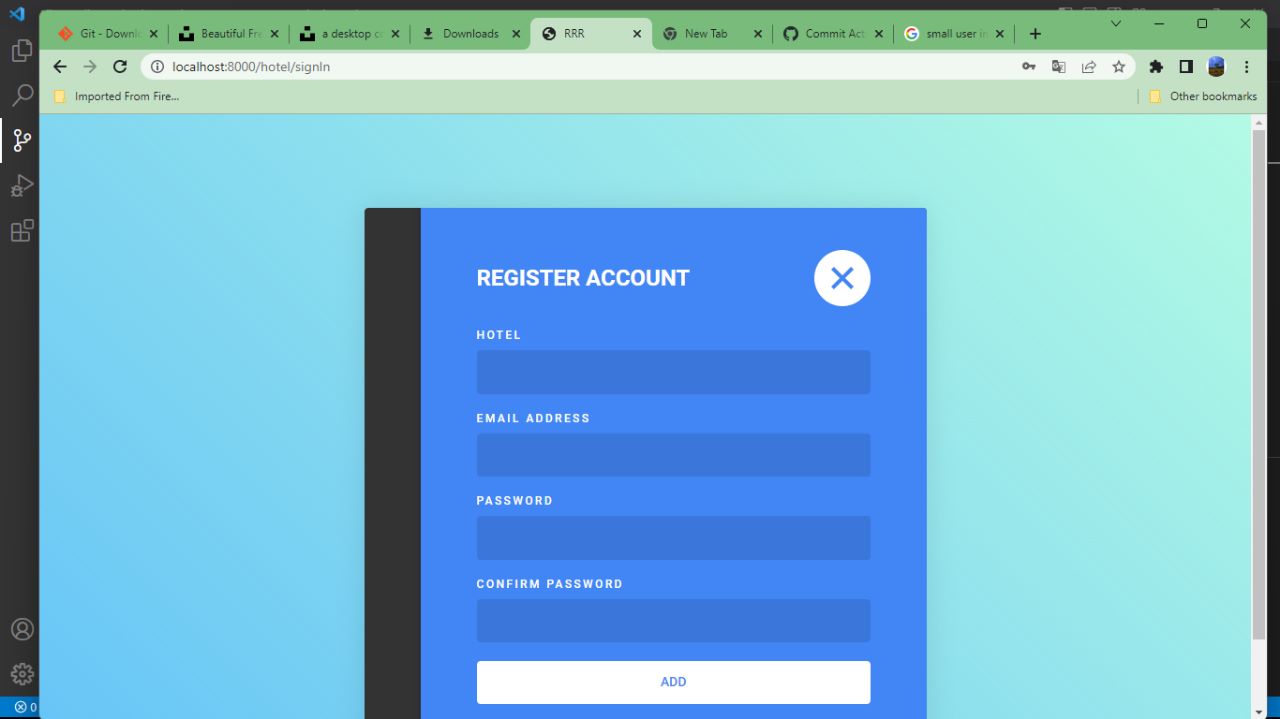 Git - Downlo
Beautiful Fre
a desktop co
Downloads
RRR
New Tab
Commit Act
small user in
localhost:8000/hotel/signIn
Imported From Fire...
Other bookmarks
REGISTER ACCOUNT
HOTEL
EMAIL ADDRESS
PASSWORD
CONFIRM PASSWORD
ADD
0